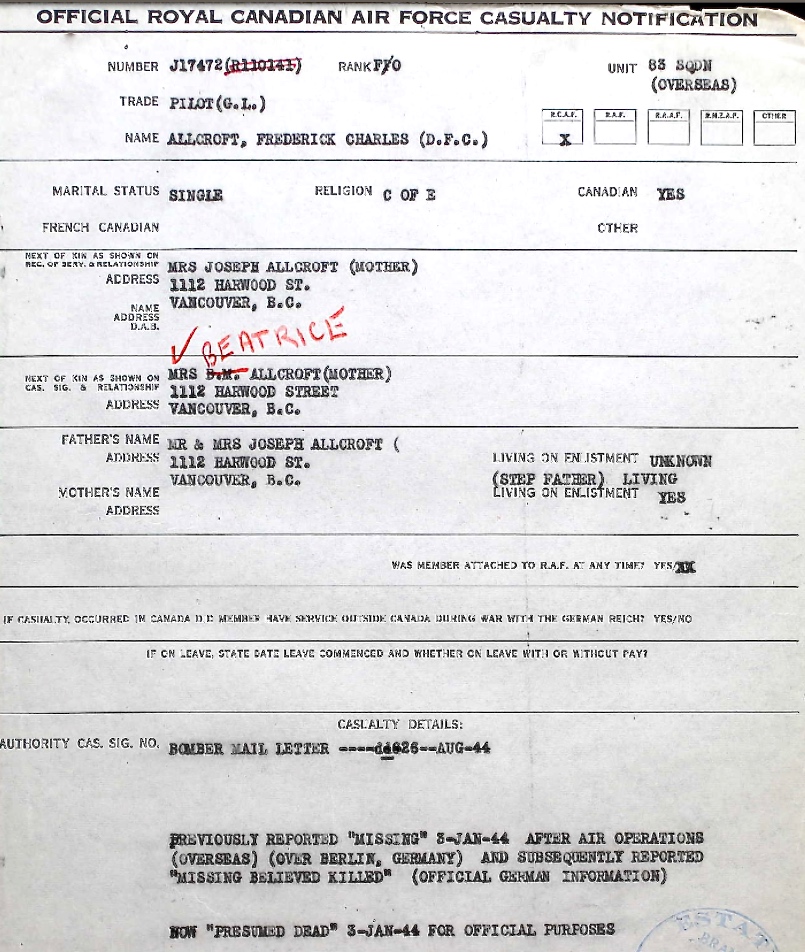 OFFICIAL ROYAL CANADIAN AIR FORCE CASUALTY NOTIFICATION
NUMBER J17472(R110141) RANK F/O UNIT 83 SQDN
(OVERSEAS)
TRADE PILOT(G.L.)
R.C.A.F. R.A.F. R.A.A.F. R.N.Z.A.F. OTHER
NAME ALLCROFT, FREDERICK CHARLES (D.F.C.) X
MARITAL STATUS SINGLE RELIGION C OF E CANADIAN YES
FRENCH CANADIAN OTHER
NEXT OF KIN AS SHOWN ON
REC. OF SERV. & RELATIONSHIP MRS JOSEPH ALLCROFT (MOTHER)
ADDRESS 1112 HARWOOD ST.
NAME VANCOUVER, B.C.
ADDRESS
D.A.B.
✓ BEATRICE
NEXT OF KIN AS SHOWN ON MRS B.M. ALLCROFT(MOTHER)
CAS. SIG. & RELATIONSHIP 1112 HARWOOD STREET
ADDRESS VANCOUVER, B.C.
FATHER'S NAME MR & MRS JOSEPH ALLCROFT (
ADDRESS 1112 HARWOOD ST. LIVING ON ENLISTMENT UNKNOWN
VANCOUVER, B.C. (STEP FATHER) LIVING
MOTHER'S NAME LIVING ON ENLISTMENT YES
ADDRESS
WAS MEMBER ATTACHED TO R.A.F. AT ANY TIME? YES/XX
IF CASUALTY, OCCURRED IN CANADA D.D MEMBER HAVE SERVICE OUTSIDE CANADA DURING WAR WITH THE GERMAN REICH? YES/NO
IF ON LEAVE, STATE DATE LEAVE COMMENCED AND WHETHER ON LEAVE WITH OR WITHOUT PAY?
CASUALTY DETAILS:
AUTHORITY CAS. SIG. NO. BOMBER MAIL LETTER ----26--AUG-44
PREVIOUSLY REPORTED "MISSING" 3-JAN-44 AFTER AIR OPERATIONS
(OVERSEAS) (OVER BERLIN, GERMANY) AND SUBSEQUENTLY REPORTED
"MISSING BELIEVED KILLED" (OFFICIAL GERMAN INFORMATION)
NOW "PRESUMED DEAD" 3-JAN-44 FOR OFFICIAL PURPOSES